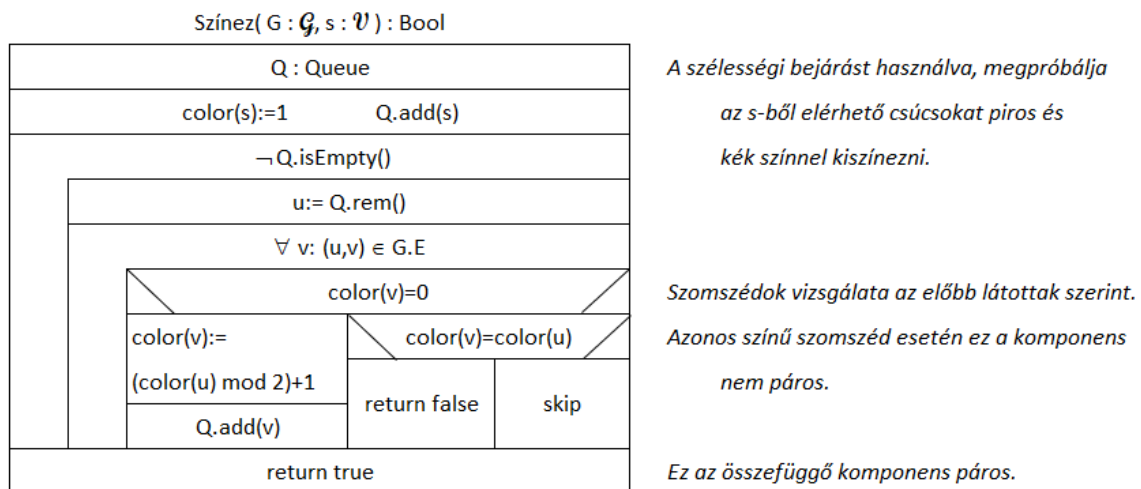 Színez( G : 𝓖, s : 𝓥 ) : Bool
Q : Queue
A szélességi bejárást használva, megpróbálja
color(s):=1 Q.add(s)
az s-ből elérhető csúcsokat piros és
¬ Q.isEmpty()
kék színnel kiszínezni.
u:= Q.rem()
∀ v: (u,v) ∈ G.E
color(v)=0
Szomszédok vizsgálata az előbb látottak szerint.
color(v):=
(color(u) mod 2)+1
color(v)=color(u)
Azonos színű szomszéd esetén ez a komponens
nem páros.
return false
skip
Q.add(v)
return true
Ez az összefüggő komponens páros.